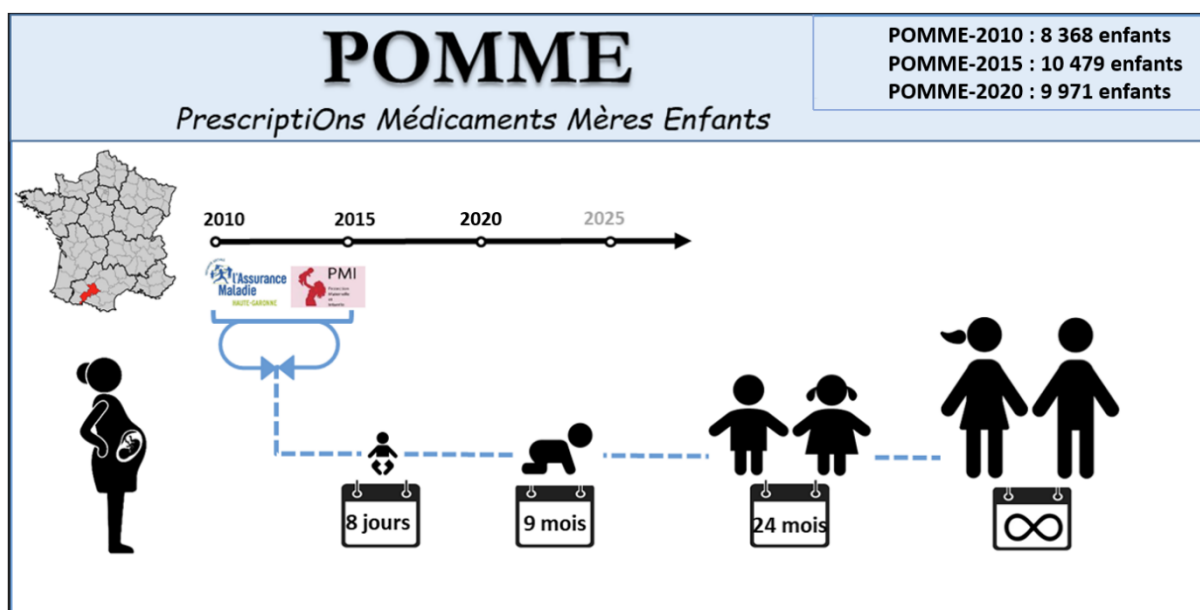 POMME
PrescriptiOns Médicaments Mères Enfants
POMME-2010 : 8 368 enfants
POMME-2015 : 10 479 enfants
POMME-2020 : 9 971 enfants
2010
2015
2020
2025
l'Assurance
Maladie
HAUTE-GARONNE
PMI
8 jours
9 mois
24 mois